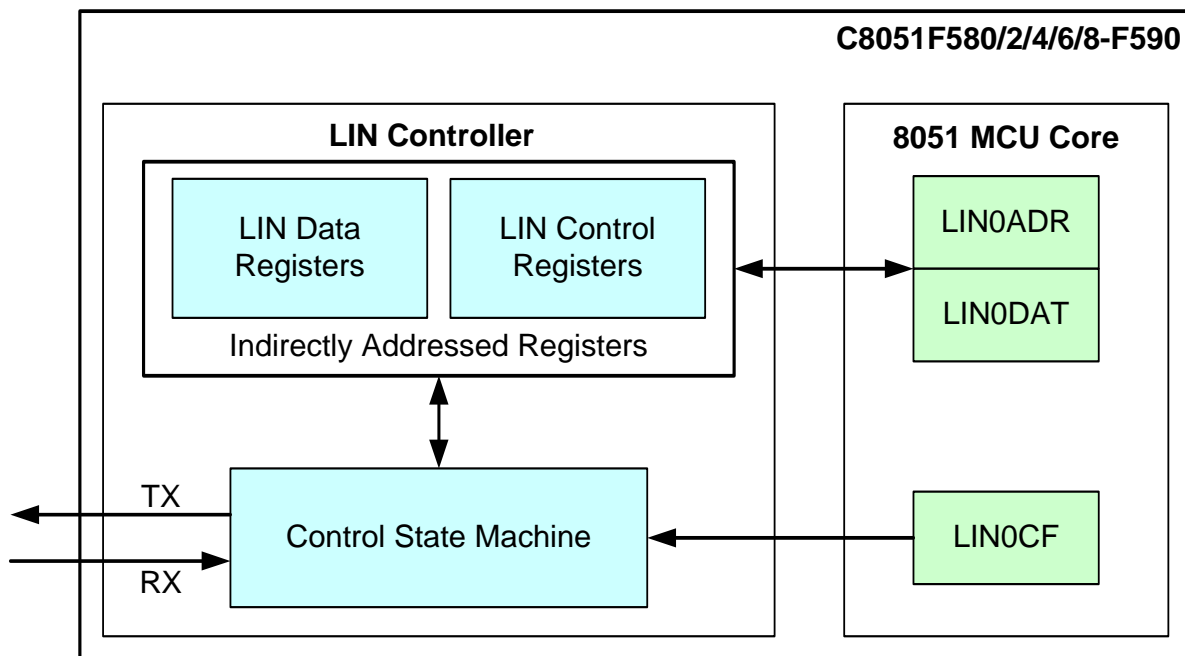 C8051F580/2/4/6/8-F590
LIN Controller
8051 MCU Core
LIN Data
Registers
LIN Control
Registers
Indirectly Addressed Registers
LIN0ADR
LIN0DAT
TX
RX
Control State Machine
LIN0CF